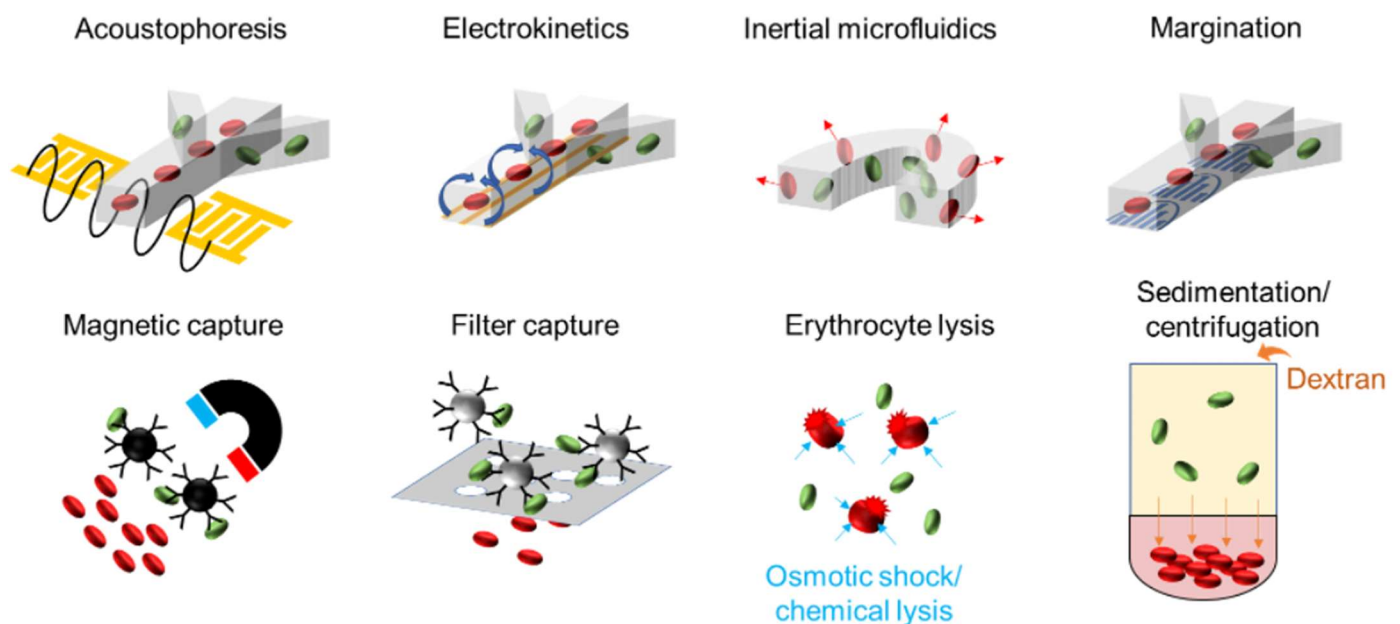 Acoustophoresis
Electrokinetics
Inertial microfluidics
Margination
Magnetic capture
Filter capture
Erythrocyte lysis
Sedimentation/
centrifugation
Dextran
Osmotic shock/
chemical lysis